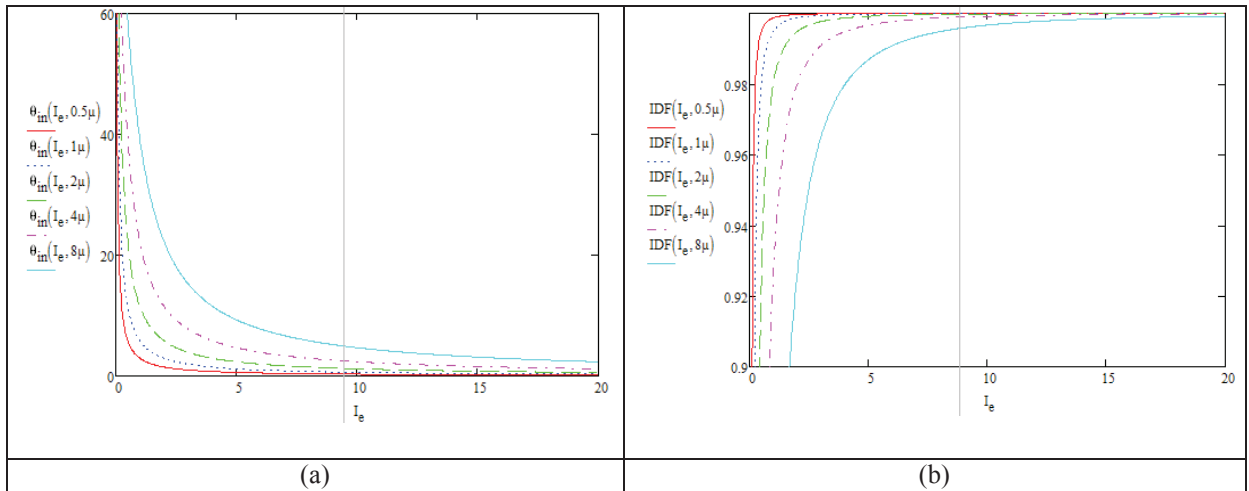 60
40
20
0
θin(Ie, 0.5μ)
θin(Ie, 1μ)
θin(Ie, 2μ)
θin(Ie, 4μ)
θin(Ie, 8μ)
0 5 10 15 20
Ie
0.98
0.96
0.94
0.92
0.9
IDF(Ie, 0.5μ)
IDF(Ie, 1μ)
IDF(Ie, 2μ)
IDF(Ie, 4μ)
IDF(Ie, 8μ)
0 5 10 15 20
Ie
(a)
(b)